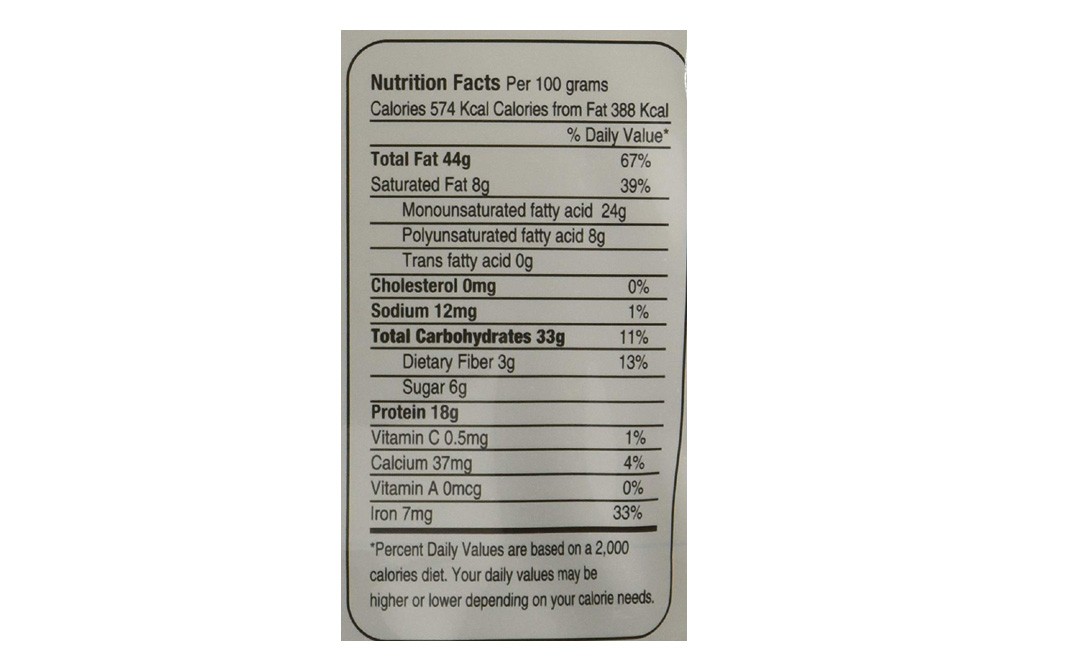 Nutrition Facts Per 100 grams
Calories 574 Kcal Calories from Fat 388 Kcal
% Daily Value*
Total Fat 44g 67%
Saturated Fat 8g 39%
Monounsaturated fatty acid 24g
Polyunsaturated fatty acid 8g
Trans fatty acid 0g
Cholesterol 0mg 0%
Sodium 12mg 1%
Total Carbohydrates 33g 11%
Dietary Fiber 3g 13%
Sugar 6g
Protein 18g
Vitamin C 0.5mg 1%
Calcium 37mg 4%
Vitamin A 0mcg 0%
Iron 7mg 33%
*Percent Daily Values are based on a 2,000
calories diet. Your daily values may be
higher or lower depending on your calorie needs.